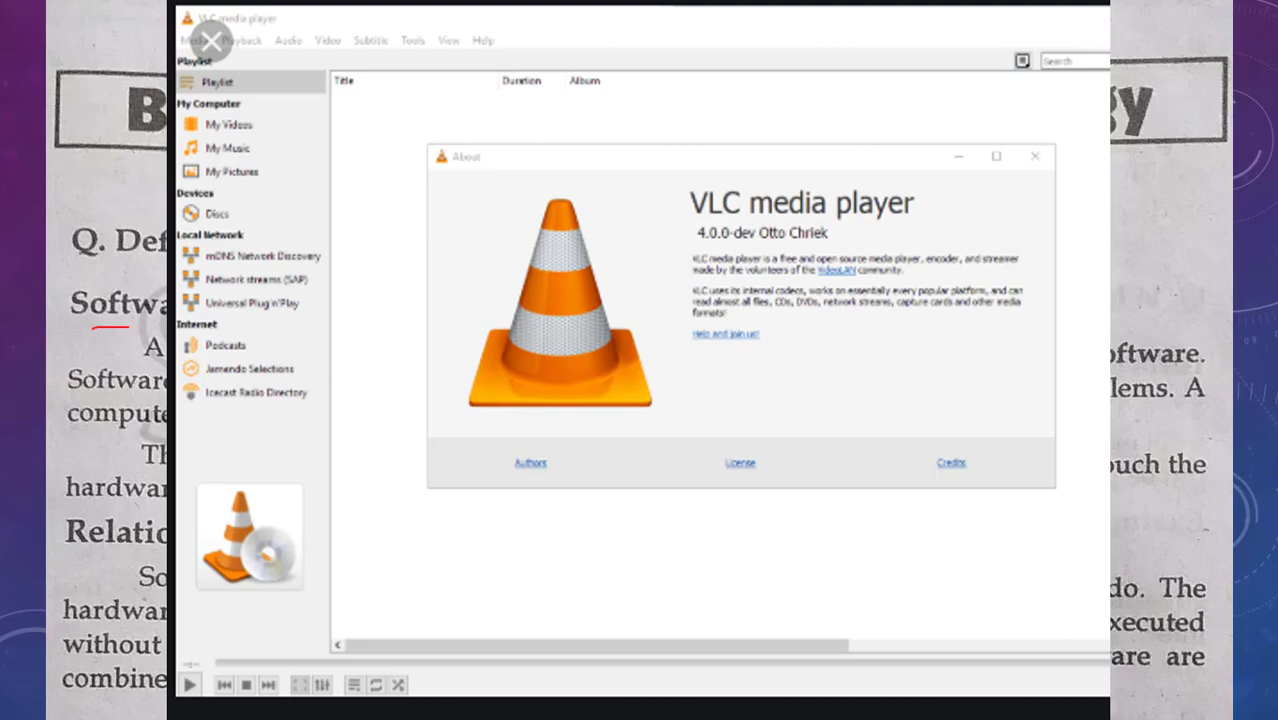 VLC media player
Media Playback Audio Video Subtitle Tools View Help
Playlist
Search
Playlist
Title Duration Album
My Computer
My Videos
My Music
My Pictures
Devices
Discs
Local Network
mDNS Network Discovery
Network streams (SAP)
Universal Plug'n'Play
Internet
Podcasts
Jamendo Selections
Icecast Radio Directory
About
VLC media player
4.0.0-dev Otto Chriek
VLC media player is a free and open source media player, encoder, and streamer
made by the volunteers of the VideoLAN community.
VLC uses its internal codecs, works on essentially every popular platform, and can
read almost all files, CDs, DVDs, network streams, capture cards and other media
formats!
Help and join us!
Authors License Credits
B
gy
Q. Def
Softwa
A
oftware.
Software
lems. A
compute
Th
ouch the
hardwar
Relatio
So
do. The
hardwar
xecuted
without
are are
combine